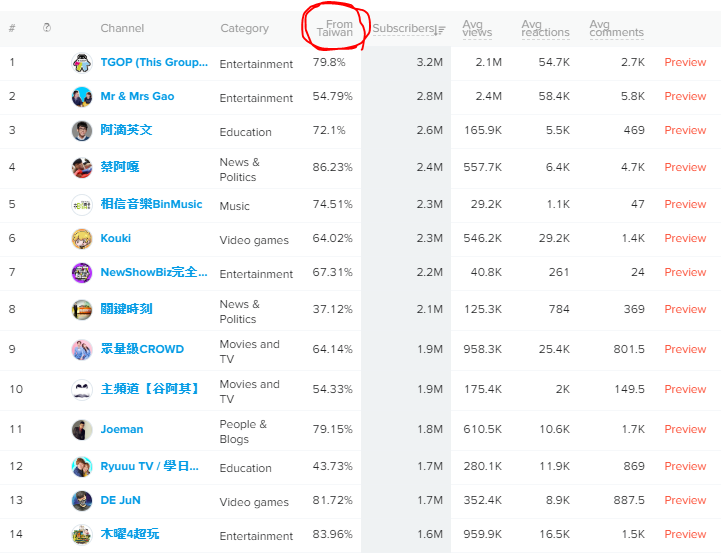 # Channel Category From Taiwan Subscribers Avg views Avg reactions Avg comments
1 TGOP (This Group... Entertainment 79.8% 3.2M 2.1M 54.7K 2.7K Preview
2 Mr & Mrs Gao Entertainment 54.79% 2.8M 2.4M 58.4K 5.8K Preview
3 阿滴英文 Education 72.1% 2.6M 165.9K 5.5K 469 Preview
4 蔡阿嘎 News & Politics 86.23% 2.4M 557.7K 6.4K 4.7K Preview
5 相信音樂BinMusic Music 74.51% 2.3M 29.2K 1.1K 47 Preview
6 Kouki Video games 64.02% 2.3M 546.2K 29.2K 1.4K Preview
7 NewShowBiz完全... Entertainment 67.31% 2.2M 40.8K 261 24 Preview
8 關鍵時刻 News & Politics 37.12% 2.1M 125.3K 784 369 Preview
9 眾量級CROWD Movies and TV 64.14% 1.9M 958.3K 25.4K 801.5 Preview
10 主頻道【谷阿莫】 Movies and TV 54.33% 1.9M 175.4K 2K 149.5 Preview
11 Joeman People & Blogs 79.15% 1.8M 610.5K 10.6K 1.7K Preview
12 Ryuuu TV / 學日... Education 43.73% 1.7M 280.1K 11.9K 869 Preview
13 DE JuN Video games 81.72% 1.7M 352.4K 8.9K 887.5 Preview
14 木曜4超玩 Entertainment 83.96% 1.6M 959.9K 16.5K 1.5K Preview